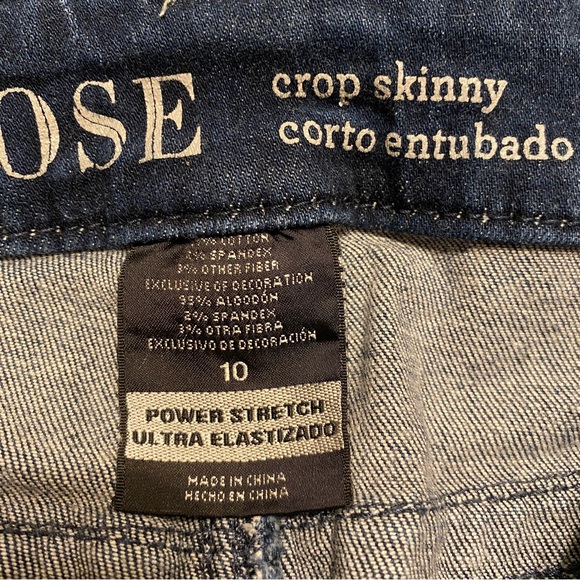 OSE
crop skinny
corto entubado
COTTON
2% SPANDEX
3% OTHER FIBER
EXCLUSIVE OF DECORATION
95% ALGODÓN
2% SPANDEX
3% OTRA FIBRA
EXCLUSIVO DE DECORACIÓN
10
POWER STRETCH
ULTRA ELASTIZADO
MADE IN CHINA
HECHO EN CHINA